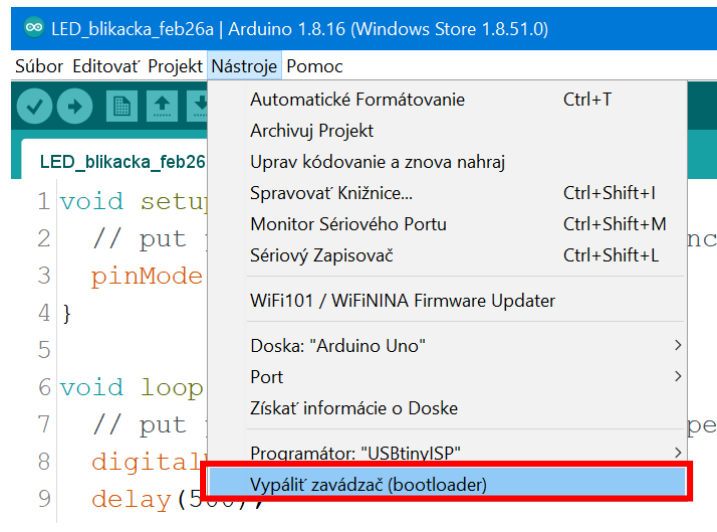 LED_blikacka_feb26a | Arduino 1.8.16 (Windows Store 1.8.51.0)
Súbor Editovať Projekt Nástroje Pomoc
Automatické Formátovanie Ctrl+T
Archivuj Projekt
LED_blikacka_feb26
Uprav kódovanie a znova nahraj
Spravovať Knižnice... Ctrl+Shift+I
Monitor Sériového Portu Ctrl+Shift+M
Sériový Zapisovač Ctrl+Shift+L
WiFi101 / WiFiNINA Firmware Updater
Doska: "Arduino Uno"
Port
Získať informácie o Doske
Programátor: "USBtinyISP"
Vypáliť zavádzač (bootloader)
1 void setup
2 // put
3 pinMode
4 }
5
6 void loop
7 // put
8 digital
9 delay(500);